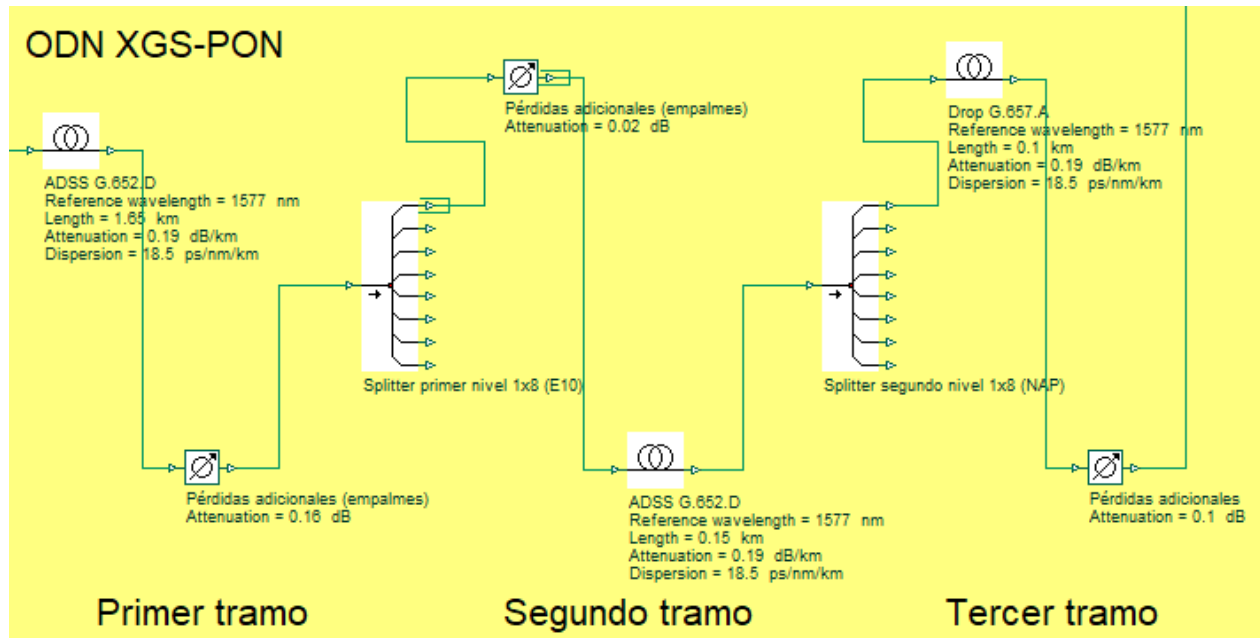 ODN XGS-PON
ADSS G.652.D
Reference wavelength = 1577 nm
Length = 1.65 km
Attenuation = 0.19 dB/km
Dispersion = 18.5 ps/nm/km
Pérdidas adicionales (empalmes)
Attenuation = 0.16 dB
Splitter primer nivel 1x8 (E10)
Pérdidas adicionales (empalmes)
Attenuation = 0.02 dB
ADSS G.652.D
Reference wavelength = 1577 nm
Length = 0.15 km
Attenuation = 0.19 dB/km
Dispersion = 18.5 ps/nm/km
Splitter segundo nivel 1x8 (NAP)
Drop G.657.A
Reference wavelength = 1577 nm
Length = 0.1 km
Attenuation = 0.19 dB/km
Dispersion = 18.5 ps/nm/km
Pérdidas adicionales
Attenuation = 0.1 dB
Primer tramo
Segundo tramo
Tercer tramo